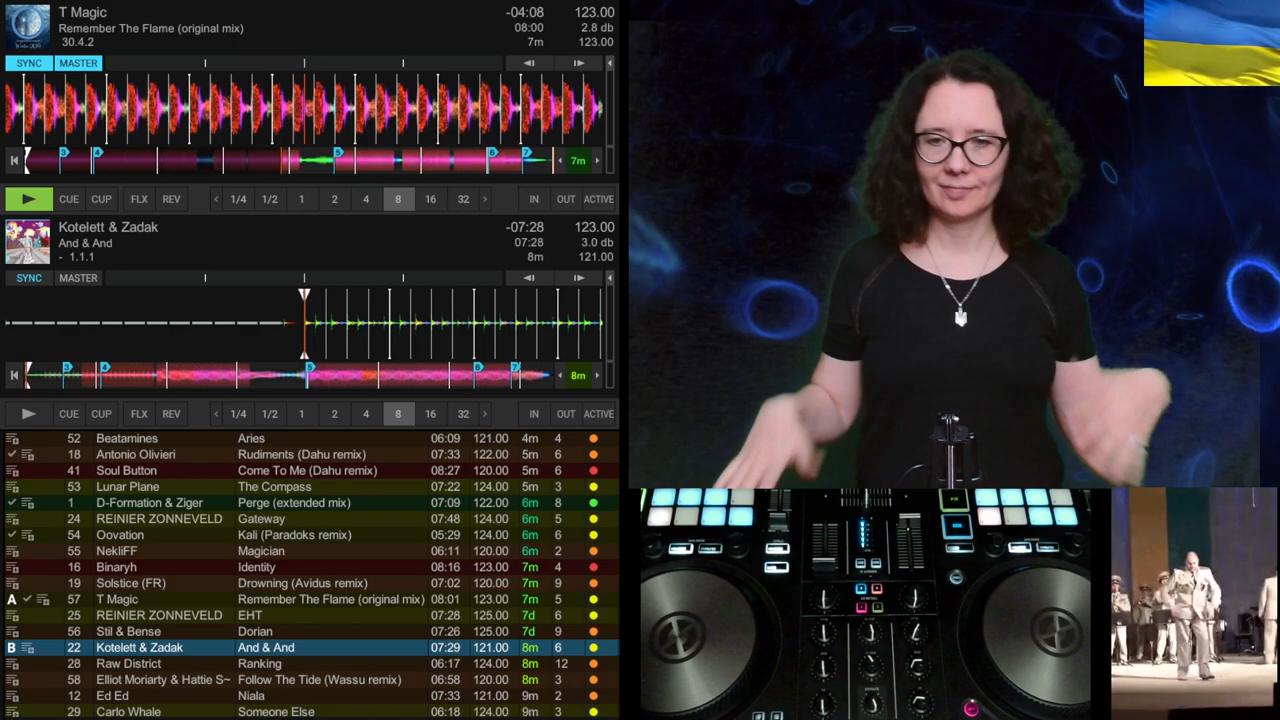 T Magic -04:08 123.00
Remember The Flame (original mix) 08:00 2.8 db
30.4.2 7m 123.00
SYNC MASTER
3 4 5 6 7 7m
CUE CUP FLX REV 1/4 1/2 1 2 4 8 16 32 IN OUT ACTIVE
Kotelett & Zadak -07:28 123.00
And & And 07:28 3.0 db
- 1.1.1 8m 121.00
SYNC MASTER
3 4 5 6 7 8m
CUE CUP FLX REV 1/4 1/2 1 2 4 8 16 32 IN OUT ACTIVE
52 Beatamines Aries 06:09 121.00 4m 4
18 Antonio Olivieri Rudiments (Dahu remix) 07:33 122.00 5m 6
41 Soul Button Come To Me (Dahu remix) 08:27 120.00 5m 6
53 Lunar Plane The Compass 07:22 124.00 5m 3
1 D-Formation & Ziger Perge (extended mix) 07:09 122.00 6m 8
24 REINIER ZONNEVELD Gateway 07:48 124.00 6m 5
54 Oovation Kali (Paradoks remix) 05:29 124.00 6m 6
55 NekliFF Magician 06:11 120.00 6m 2
16 Binaryh Identity 08:16 123.00 7m 4
19 Solstice (FR) Drowning (Avidus remix) 07:02 120.00 7m 9
A 57 T Magic Remember The Flame (original mix) 08:01 123.00 7m 5
25 REINIER ZONNEVELD EHT 07:28 125.00 7d 6
56 Stil & Bense Dorian 07:26 125.00 7d 9
B 22 Kotelett & Zadak And & And 07:29 121.00 8m 6
28 Raw District Ranking 06:17 124.00 8m 12
58 Elliot Moriarty & Hattie S~ Follow The Tide (Wassu remix) 06:58 120.00 8m 3
12 Ed Ed Niala 07:33 121.00 9m 2
29 Carlo Whale Someone Else 06:18 124.00 9m 3